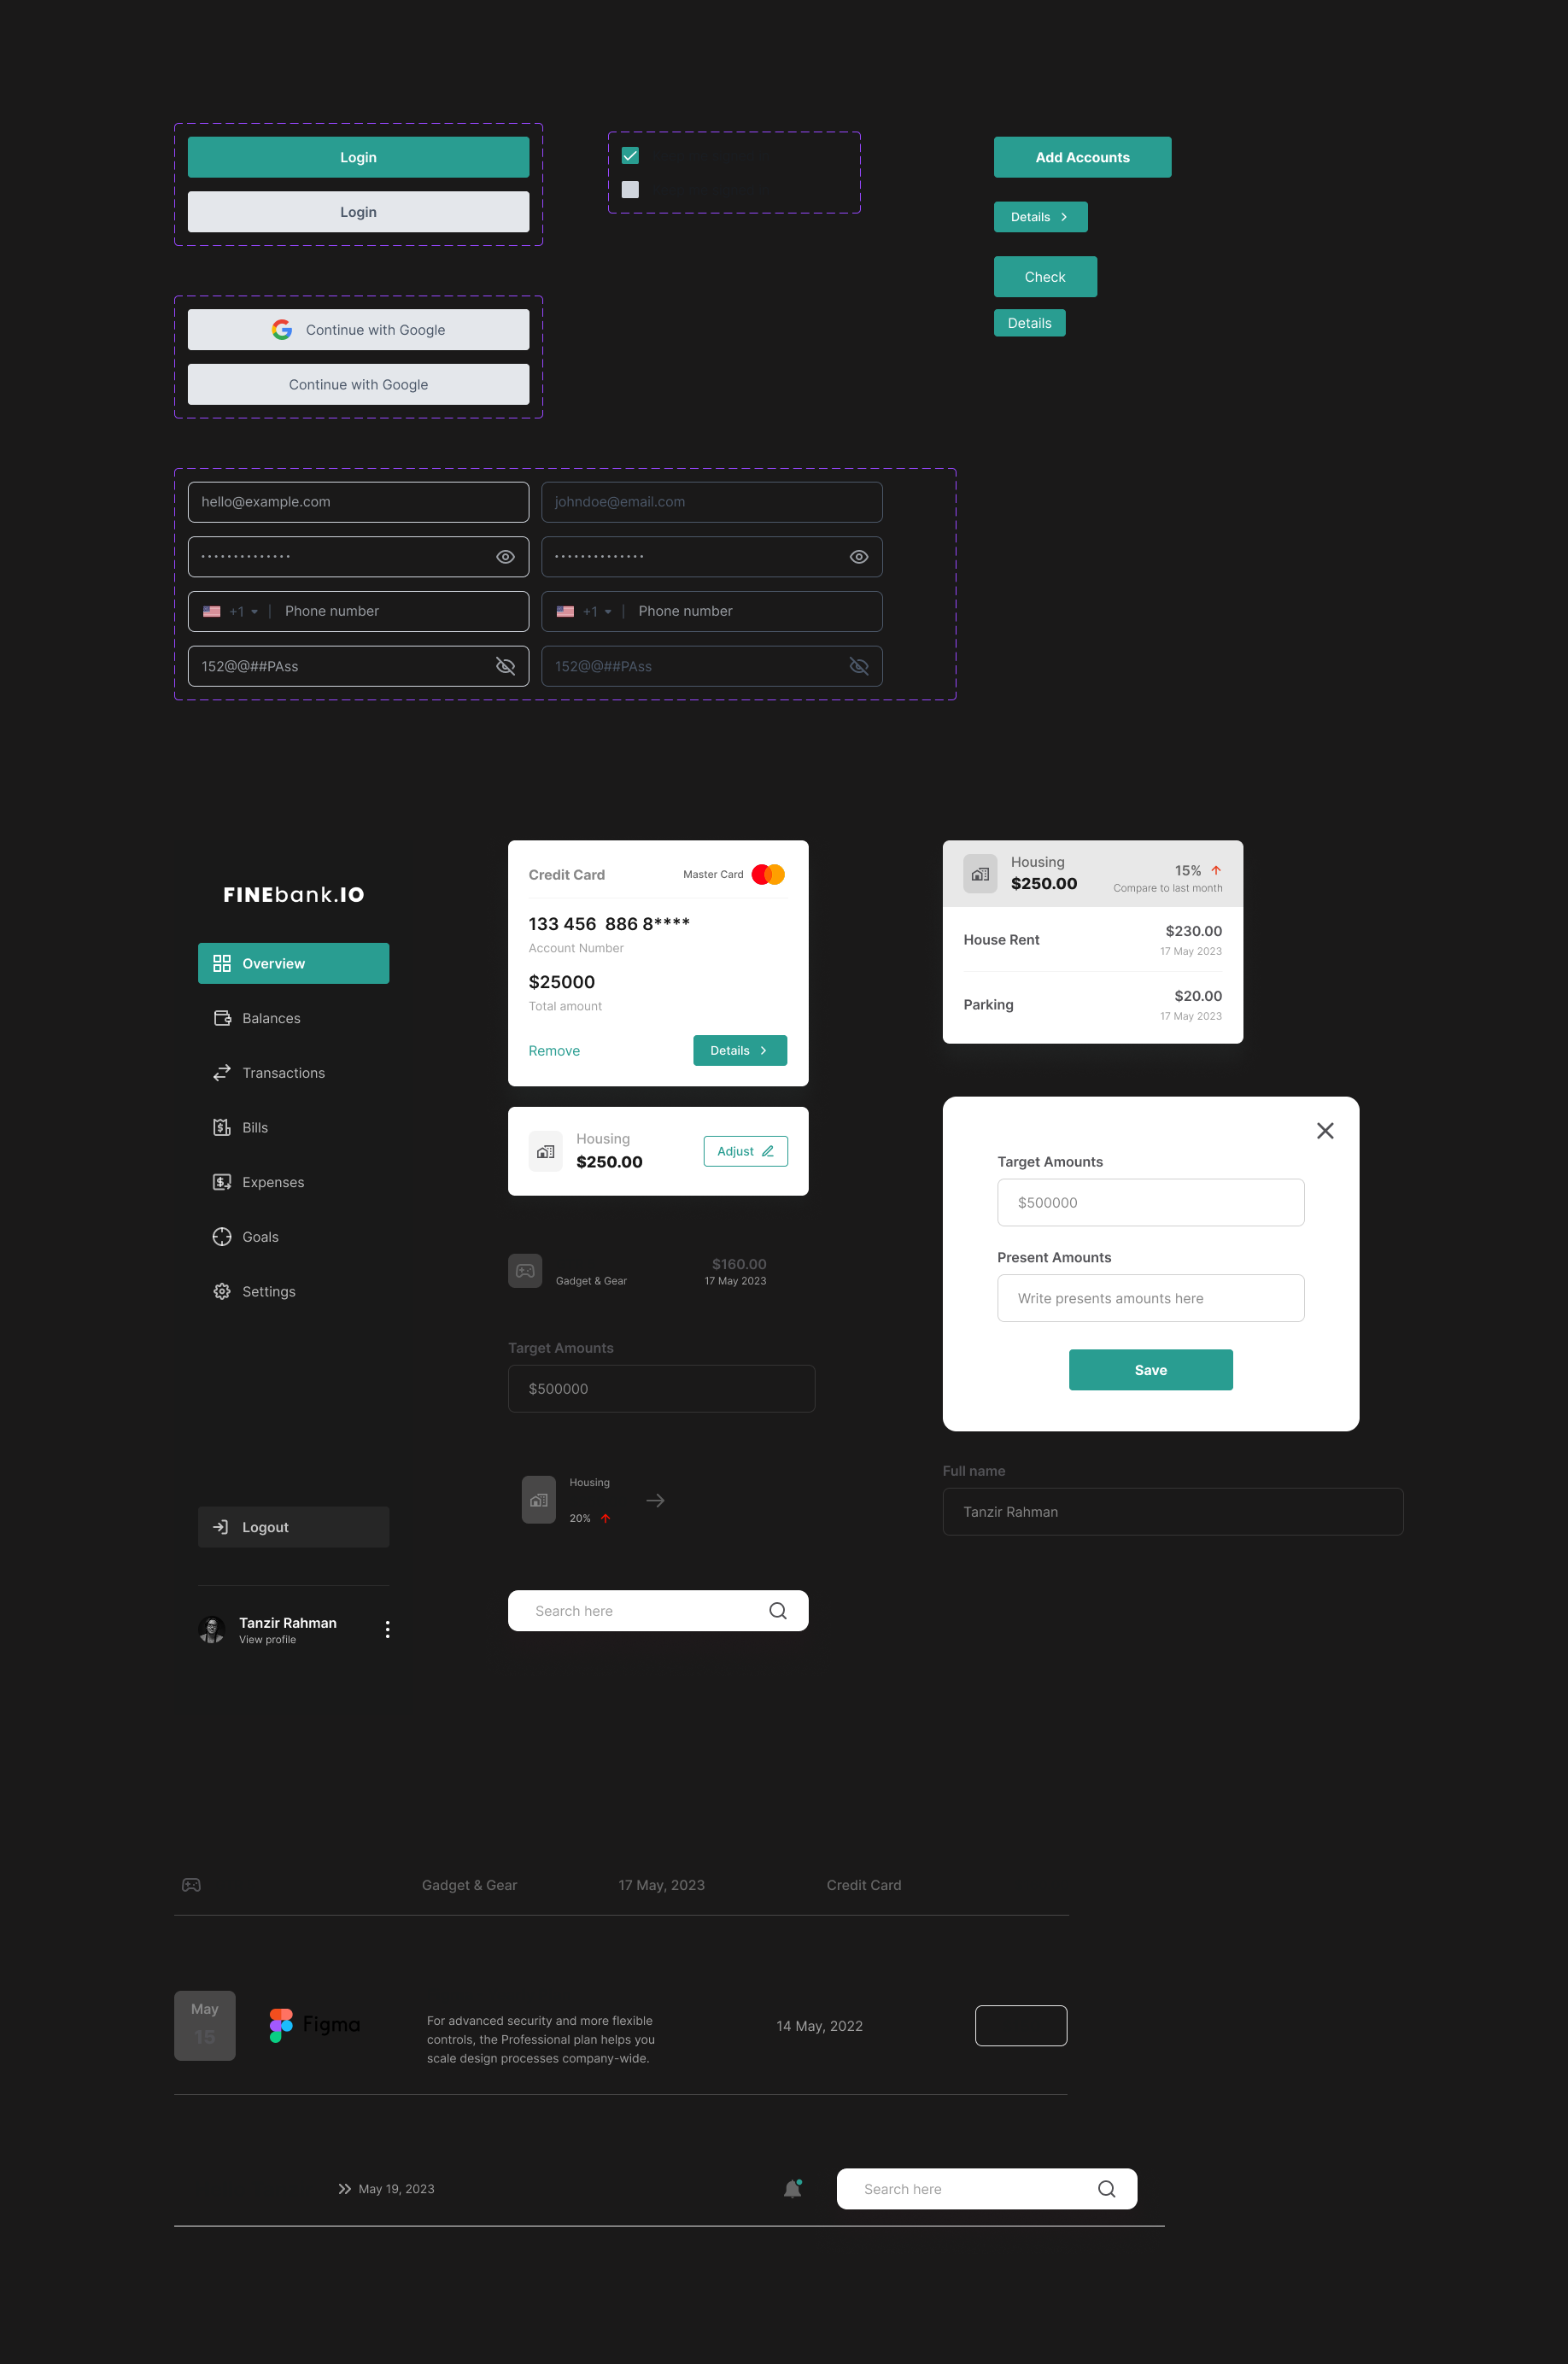 Login
Login
Add Accounts
Details
Check
Details
Continue with Google
Continue with Google
hello@example.com
johndoe@email.com
+1
Phone number
+1
Phone number
152@@##PAss
152@@##PAss
FINEbank.IO
Overview
Balances
Transactions
Bills
Expenses
Goals
Settings
Logout
Tanzir Rahman
View profile
Credit Card
Master Card
133 456 886 8****
Account Number
$25000
Total amount
Remove
Details
Housing
$250.00
Adjust
$160.00
Gadget & Gear
17 May 2023
Target Amounts
$500000
Housing
20%
Search here
Housing
$250.00
15%
Compare to last month
House Rent
$230.00
17 May 2023
Parking
$20.00
17 May 2023
Target Amounts
$500000
Present Amounts
Write presents amounts here
Save
Full name
Tanzir Rahman
Gadget & Gear
17 May, 2023
Credit Card
May
15
Figma
For advanced security and more flexible
controls, the Professional plan helps you
scale design processes company-wide.
14 May, 2022
May 19, 2023
Search here